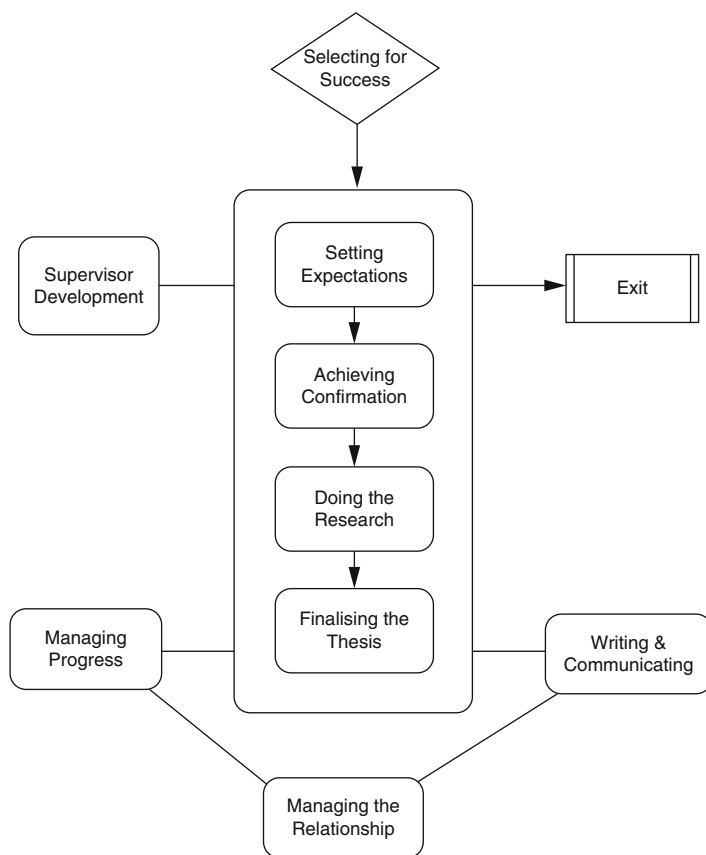 Selecting for
Success
Setting
Expectations
Supervisor
Development
Exit
Achieving
Confirmation
Doing the
Research
Finalising the
Thesis
Managing
Progress
Writing &
Communicating
Managing the
Relationship